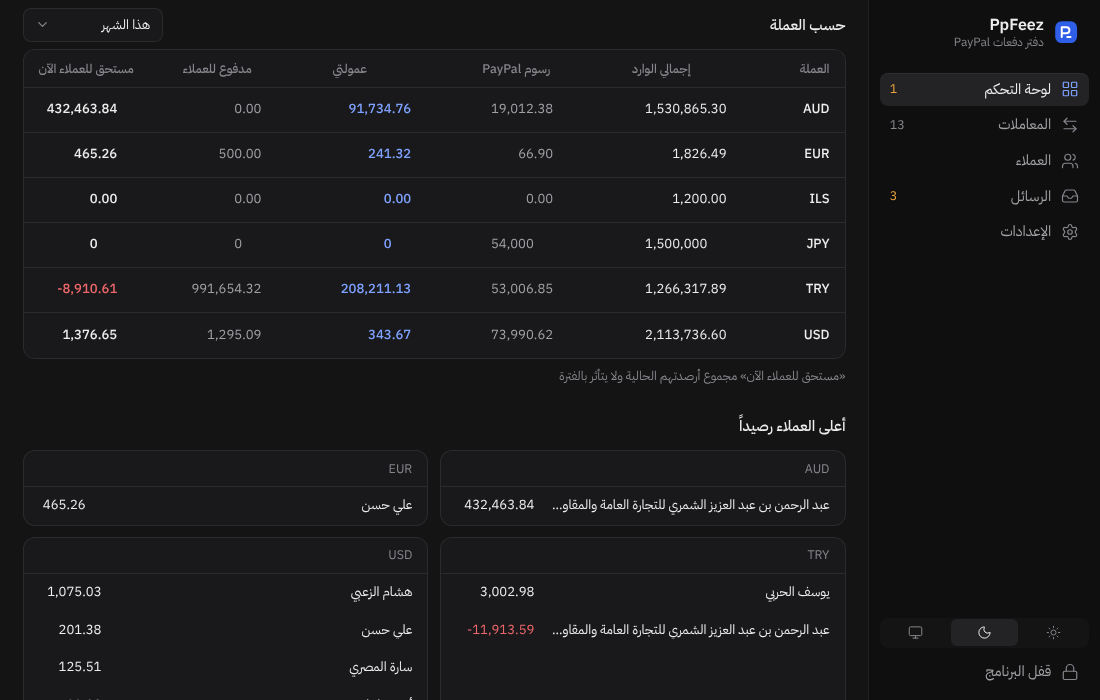 PpFeez
دفتر دفعات PayPal
لوحة التحكم 1
المعاملات 13
العملاء
الرسائل 3
الإعدادات
قفل البرنامج
حسب العملة
هذا الشهر
العملة إجمالي الوارد رسوم PayPal عمولتي مدفوع للعملاء مستحق للعملاء الآن
AUD 1,530,865.30 19,012.38 91,734.76 0.00 432,463.84
EUR 1,826.49 66.90 241.32 500.00 465.26
ILS 1,200.00 0.00 0.00 0.00 0.00
JPY 1,500,000 54,000 0 0 0
TRY 1,266,317.89 53,006.85 208,211.13 991,654.32 -8,910.61
USD 2,113,736.60 73,990.62 343.67 1,295.09 1,376.65
«مستحق للعملاء الآن» مجموع أرصدتهم الحالية ولا يتأثر بالفترة
أعلى العملاء رصيداً
AUD
عبد الرحمن بن عبد العزيز الشمري للتجارة العامة والمقاو... 432,463.84
EUR
علي حسن 465.26
TRY
يوسف الحربي 3,002.98
عبد الرحمن بن عبد العزيز الشمري للتجارة العامة والمقاو... -11,913.59
USD
هشام الزعبي 1,075.03
علي حسن 201.38
سارة المصري 125.51